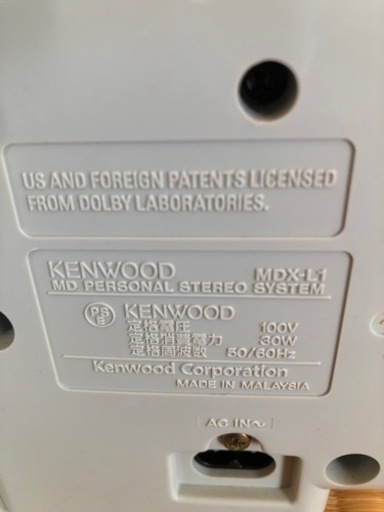 US AND FOREIGN PATENTS LICENSED
FROM DOLBY LABORATORIES.
KENWOOD MDX-L1
MD PERSONAL STEREO SYSTEM
PS E KENWOOD
定格電圧 100V
定格消費電力 30W
定格周波数 50/60Hz
Kenwood Corporation
MADE IN MALAYSIA
AC IN~